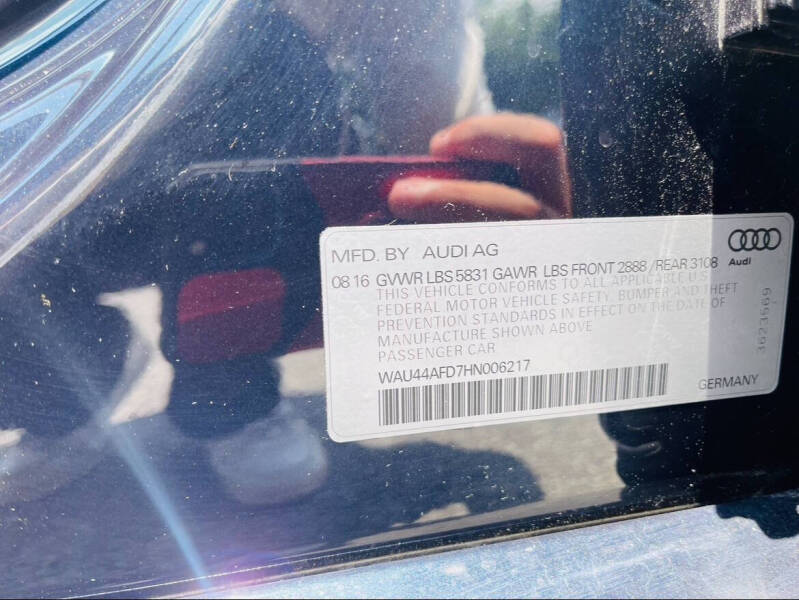 MFD. BY AUDI AG
Audi
08 16 GVWR LBS 5831 GAWR LBS FRONT 2888 /REAR 3108
THIS VEHICLE CONFORMS TO ALL APPLICABLE U.S.
FEDERAL MOTOR VEHICLE SAFETY, BUMPER AND THEFT
PREVENTION STANDARDS IN EFFECT ON THE DATE OF
MANUFACTURE SHOWN ABOVE
PASSENGER CAR
WAU44AFD7HN006217
GERMANY
3623569